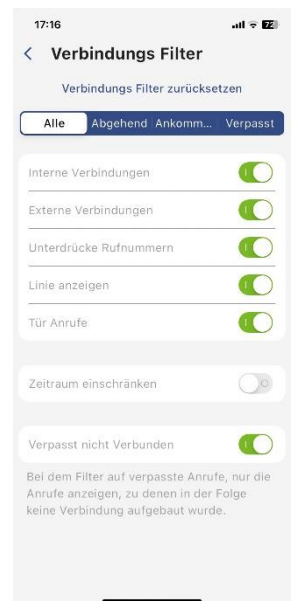 17:16
72
Verbindungs Filter
Verbindungs Filter zurücksetzen
Alle Abgehend Ankomm... Verpasst
Interne Verbindungen
Externe Verbindungen
Unterdrücke Rufnummern
Linie anzeigen
Tür Anrufe
Zeitraum einschränken
Verpasst nicht Verbunden
Bei dem Filter auf verpasste Anrufe, nur die
Anrufe anzeigen, zu denen in der Folge
keine Verbindung aufgebaut wurde.